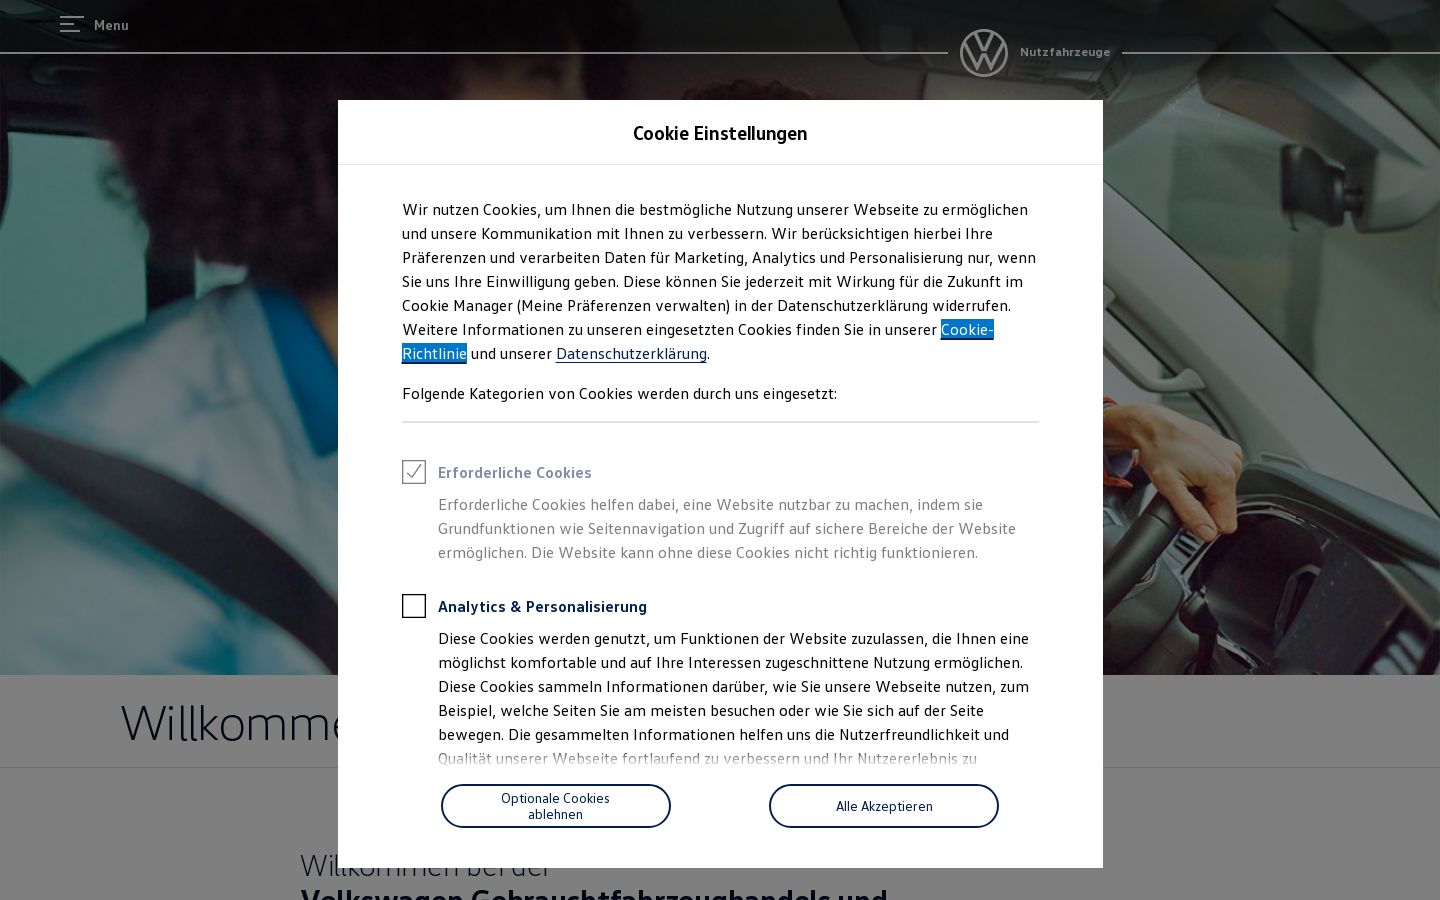 Menu
Nutzfahrzeuge
Cookie Einstellungen
Wir nutzen Cookies, um Ihnen die bestmögliche Nutzung unserer Webseite zu ermöglichen
und unsere Kommunikation mit Ihnen zu verbessern. Wir berücksichtigen hierbei Ihre
Präferenzen und verarbeiten Daten für Marketing, Analytics und Personalisierung nur, wenn
Sie uns Ihre Einwilligung geben. Diese können Sie jederzeit mit Wirkung für die Zukunft im
Cookie Manager (Meine Präferenzen verwalten) in der Datenschutzerklärung widerrufen.
Weitere Informationen zu unseren eingesetzten Cookies finden Sie in unserer Cookie-
Richtlinie und unserer Datenschutzerklärung.
Folgende Kategorien von Cookies werden durch uns eingesetzt:
Erforderliche Cookies
Erforderliche Cookies helfen dabei, eine Website nutzbar zu machen, indem sie
Grundfunktionen wie Seitennavigation und Zugriff auf sichere Bereiche der Website
ermöglichen. Die Website kann ohne diese Cookies nicht richtig funktionieren.
Analytics & Personalisierung
Diese Cookies werden genutzt, um Funktionen der Website zuzulassen, die Ihnen eine
möglichst komfortable und auf Ihre Interessen zugeschnittene Nutzung ermöglichen.
Diese Cookies sammeln Informationen darüber, wie Sie unsere Webseite nutzen, zum
Beispiel, welche Seiten Sie am meisten besuchen oder wie Sie sich auf der Seite
bewegen. Die gesammelten Informationen helfen uns die Nutzerfreundlichkeit und
Qualität unserer Webseite fortlaufend zu verbessern und Ihr Nutzererlebnis zu
Optionale Cookies
ablehnen
Alle Akzeptieren
Willkomme
Willkommen bei der
Volkswagen Gebrauchtfahrzeughandels und